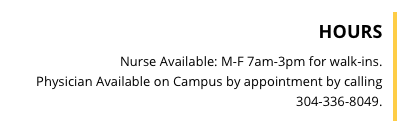 HOURS
Nurse Available: M-F 7am-3pm for walk-ins.
Physician Available on Campus by appointment by calling
304-336-8049.